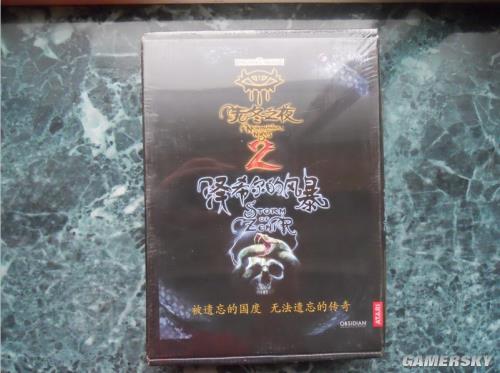 无冬之夜
Neverwinter
Nights
2
泽希尔的风暴
STORM
OF
ZEHIR
被遗忘的国度 无法遗忘的传奇
OBSIDIAN
ATARI
GAMERSKY